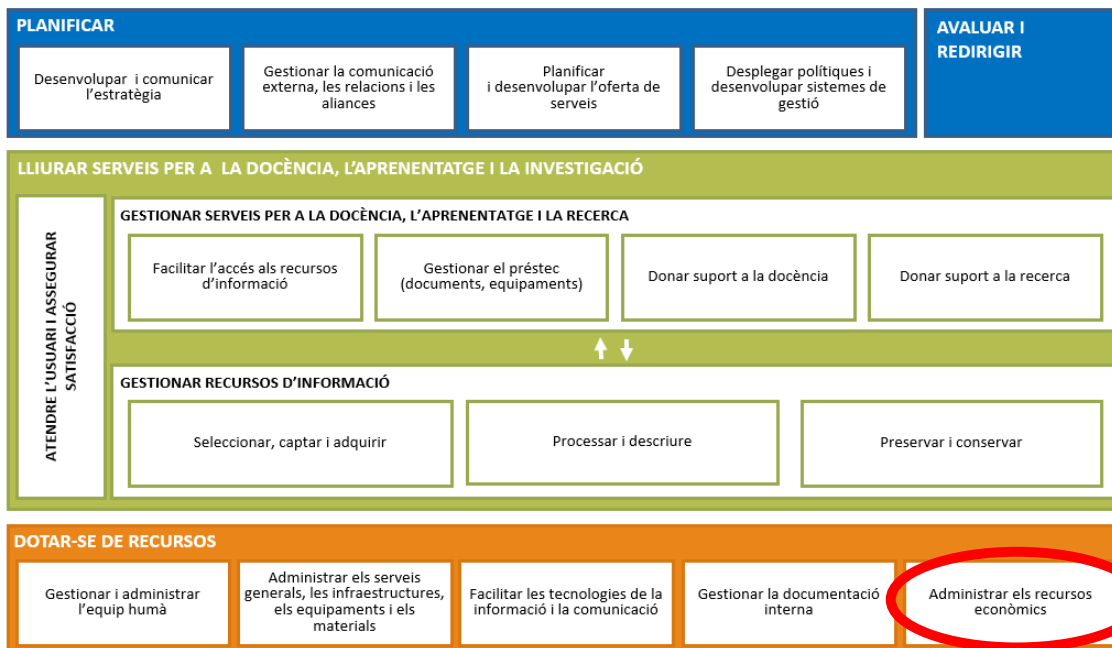 PLANIFICAR
Desenvolupar i comunicar
l'estratègia
Gestionar la comunicació
externa, les relacions i les
aliances
Planificar
i desenvolupar l'oferta de
serveis
Desplegar polítiques i
desenvolupar sistemes de
gestió
AVALUAR I
REDIRIGIR
LLIURAR SERVEIS PER A LA DOCÈNCIA, L'APRENENTATGE I LA INVESTIGACIÓ
ATENDRE L'USUARI I ASSEGURAR
SATISFACCIÓ
GESTIONAR SERVEIS PER A LA DOCÈNCIA, L'APRENENTATGE I LA RECERCA
Facilitar l'accés als recursos
d'informació
Gestionar el préstec
(documents, equipaments)
Donar suport a la docència
Donar suport a la recerca
GESTIONAR RECURSOS D'INFORMACIÓ
Seleccionar, captar i adquirir
Processar i descriure
Preservar i conservar
DOTAR-SE DE RECURSOS
Gestionar i administrar
l'equip humà
Administrar els serveis
generals, les infraestructures,
els equipaments i els
materials
Facilitar les tecnologies de la
informació i la comunicació
Gestionar la documentació
interna
Administrar els recursos
econòmics